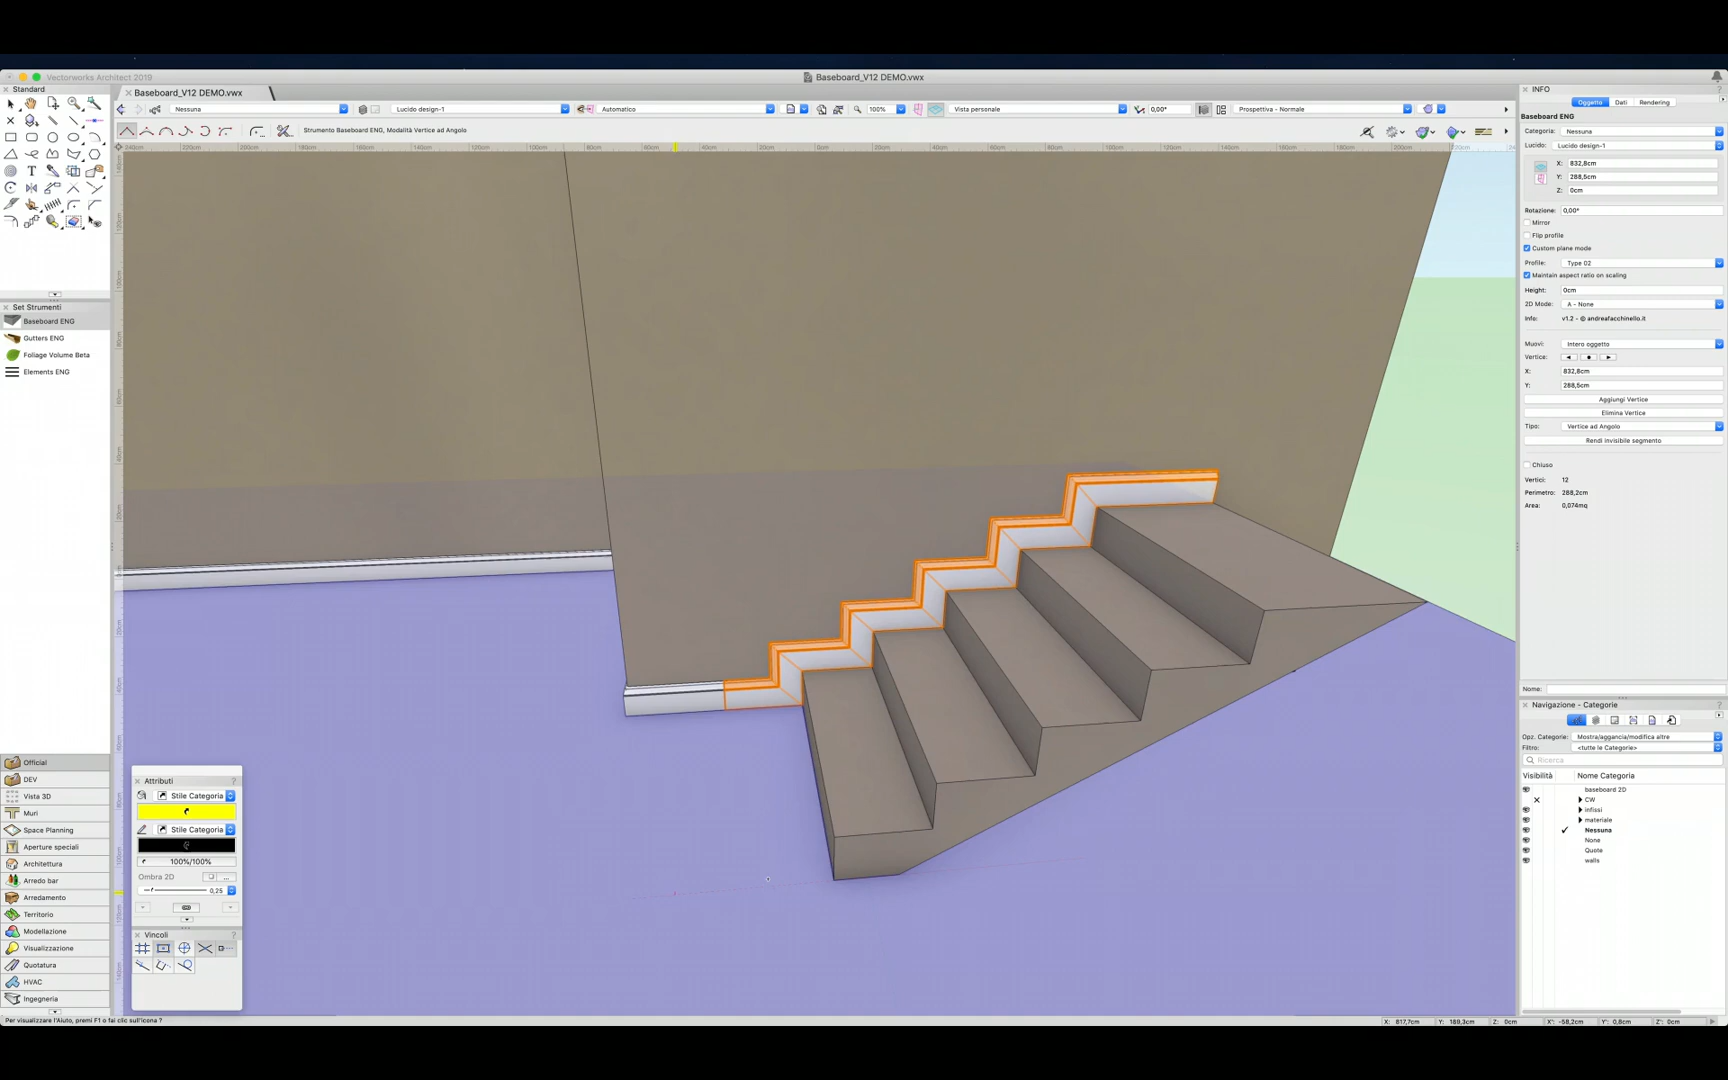 Vectorworks Architect 2019
Baseboard_V12 DEMO.vwx
Standard
Baseboard_V12 DEMO.vwx
INFO
Oggetto Dati Rendering
Nessuna
Lucido design-1
Automatico
100%
Vista personale
0,00°
Prospettiva - Normale
Strumento Baseboard ENG, Modalità Vertice ad Angolo
Baseboard ENG
Categoria: Nessuna
Lucido: Lucido design-1
X: 832,8cm
Y: 288,5cm
Z: 0cm
Rotazione: 0,00°
Mirror
Flip profile
Custom plane mode
Profile: Type 02
Maintain aspect ratio on scaling
Height: 0cm
2D Mode: A - None
Info: v1.2 - © andreafacchinello.it
Muovi: Intero oggetto
Vertice:
X: 832,8cm
Y: 288,5cm
Aggiungi Vertice
Elimina Vertice
Tipo: Vertice ad Angolo
Rendi invisibile segmento
Chiuso
Vertici: 12
Perimetro: 288,2cm
Area: 0,074mq
Nome:
Set Strumenti
Baseboard ENG
Gutters ENG
Foliage Volume Beta
Elements ENG
Official
DEV
Vista 3D
Muri
Space Planning
Aperture speciali
Architettura
Arredo bar
Arredamento
Territorio
Modellazione
Visualizzazione
Quotatura
HVAC
Ingegneria
Attributi
Stile Categoria
Stile Categoria
100%/100%
Ombra 2D
0,25
Vincoli
Navigazione - Categorie
Opz. Categorie: Mostra/aggancia/modifica altre
Filtro: <tutte le Categorie>
Ricerca
Visibilità Nome Categoria
baseboard 2D
CW
infissi
materiale
Nessuna
None
Quote
walls
Per visualizzare l'Aiuto, premi F1 o fai clic sull'icona ?
X: 817,7cm Y: 189,3cm Z: 0cm X': -58,2cm Y': 0,8cm Z': 0cm